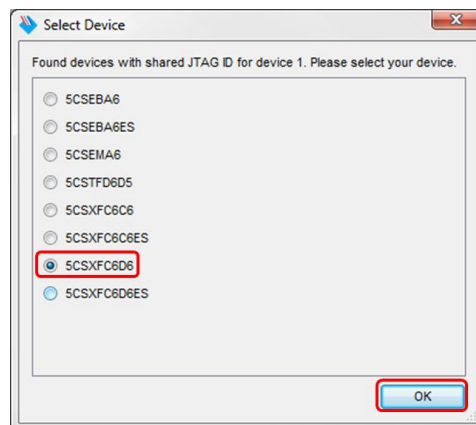 Select Device
Found devices with shared JTAG ID for device 1. Please select your device.
5CSEBA6
5CSEBA6ES
5CSEMA6
5CSTFD6D5
5CSXFC6C6
5CSXFC6C6ES
5CSXFC6D6
5CSXFC6D6ES
OK